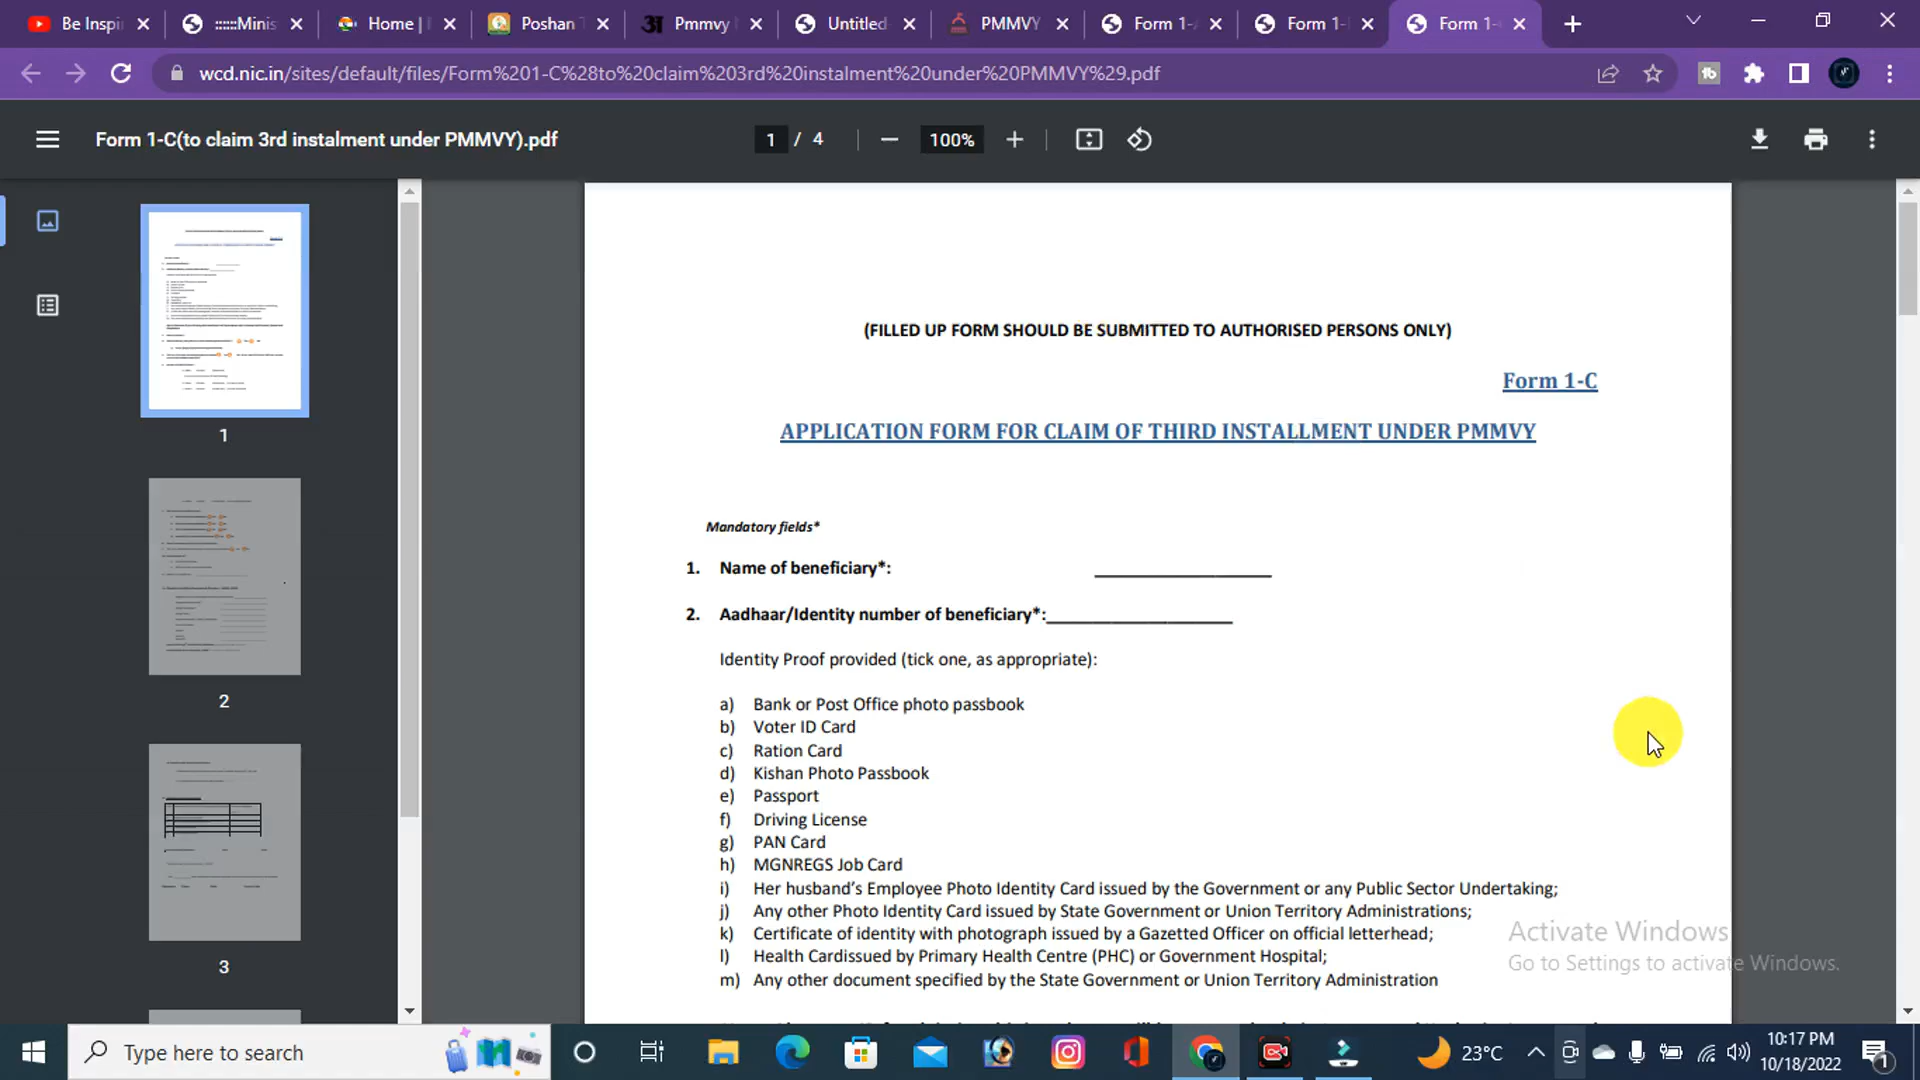 Be Inspi
:::::Minis
Home |
Poshan T
Pmmvy
Untitled
PMMVY
Form 1-A
Form 1-
Form 1-
wcd.nic.in/sites/default/files/Form%201-C%28to%20claim%203rd%20instalment%20under%20PMMVY%29.pdf
Form 1-C(to claim 3rd instalment under PMMVY).pdf
1 / 4
100%
1
2
3
(FILLED UP FORM SHOULD BE SUBMITTED TO AUTHORISED PERSONS ONLY)
Form 1-C
APPLICATION FORM FOR CLAIM OF THIRD INSTALLMENT UNDER PMMVY
Mandatory fields*
1. Name of beneficiary*:
2. Aadhaar/Identity number of beneficiary*:
Identity Proof provided (tick one, as appropriate):
a) Bank or Post Office photo passbook
b) Voter ID Card
c) Ration Card
d) Kishan Photo Passbook
e) Passport
f) Driving License
g) PAN Card
h) MGNREGS Job Card
i) Her husband's Employee Photo Identity Card issued by the Government or any Public Sector Undertaking;
j) Any other Photo Identity Card issued by State Government or Union Territory Administrations;
k) Certificate of identity with photograph issued by a Gazetted Officer on official letterhead;
l) Health Cardissued by Primary Health Centre (PHC) or Government Hospital;
m) Any other document specified by the State Government or Union Territory Administration
Activate Windows
Go to Settings to activate Windows.
Type here to search
23°C
10:17 PM
10/18/2022
1